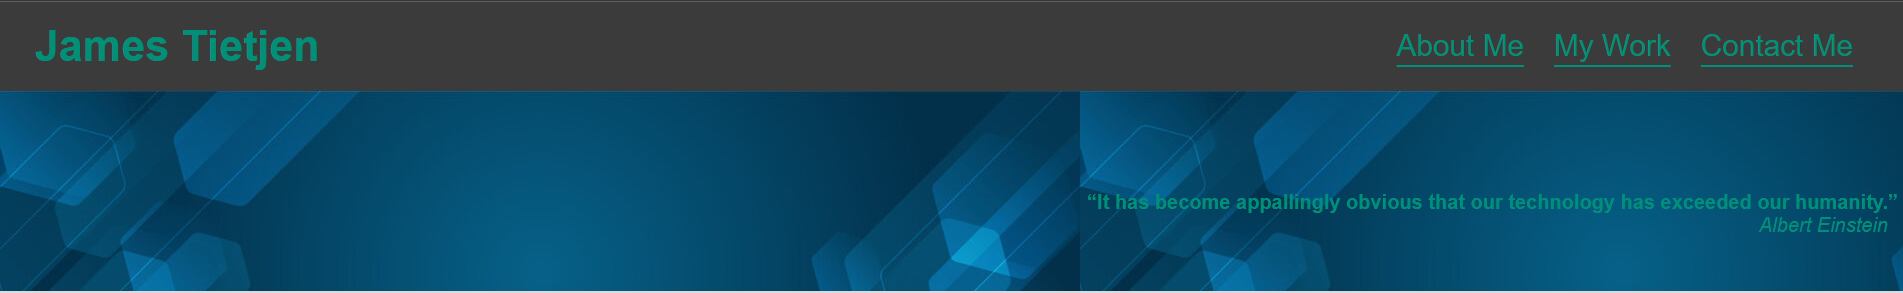 James Tietjen
About Me My Work Contact Me
“It has become appallingly obvious that our technology has exceeded our humanity.”
Albert Einstein